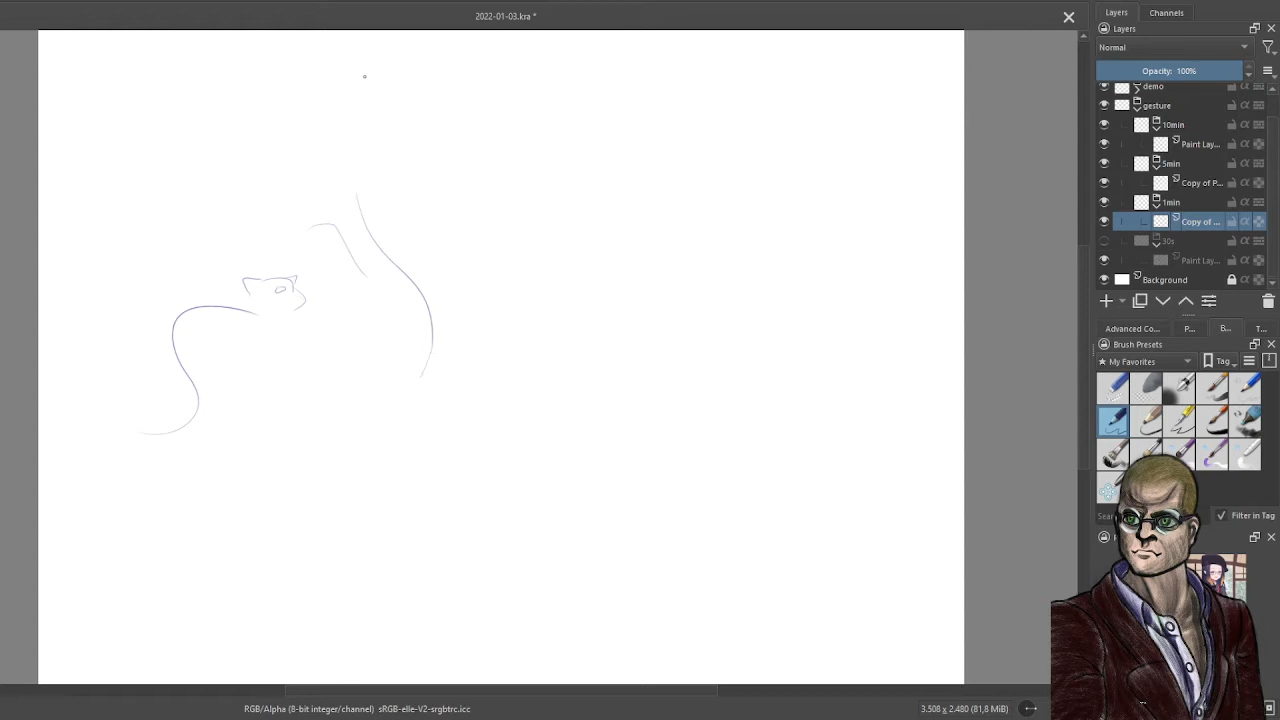 2022-01-03.kra *
Layers
Channels
Layers
Normal
Opacity: 100%
demo
gesture
10min
Paint Lay...
5min
Copy of P...
1min
Copy of ...
30s
Paint Lay...
Background
Advanced Co...
P...
B...
T...
Brush Presets
My Favorites
Tag
Filter in Tag
RGB/Alpha (8-bit integer/channel) sRGB-elle-V2-srgbtrc.icc
3.508 x 2.480 (81,8 MiB)